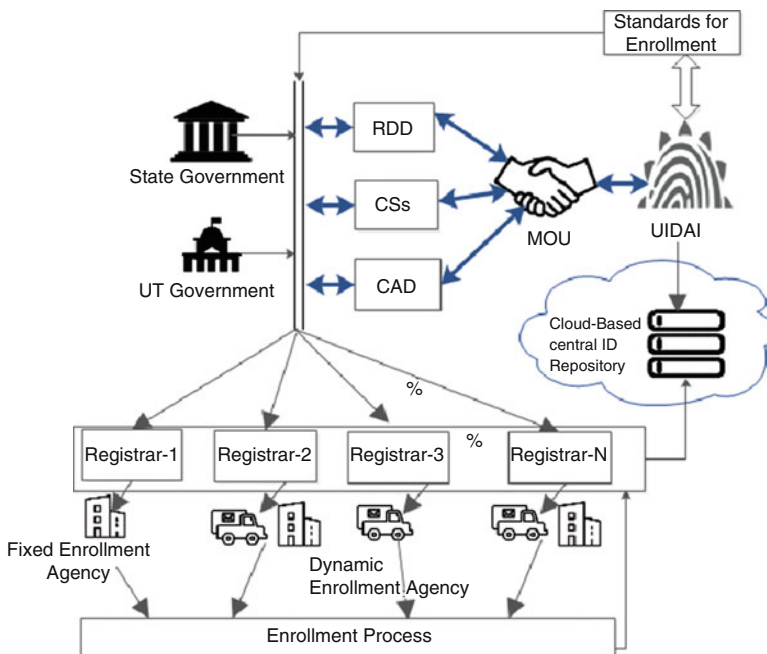 Standards for
Enrollment
RDD
State Government
CSs
MOU
UIDAI
UT Government
CAD
Cloud-Based
central ID
Repository
%
Registrar-1
Registrar-2
Registrar-3
%
Registrar-N
Fixed Enrollment
Agency
Dynamic
Enrollment Agency
Enrollment Process